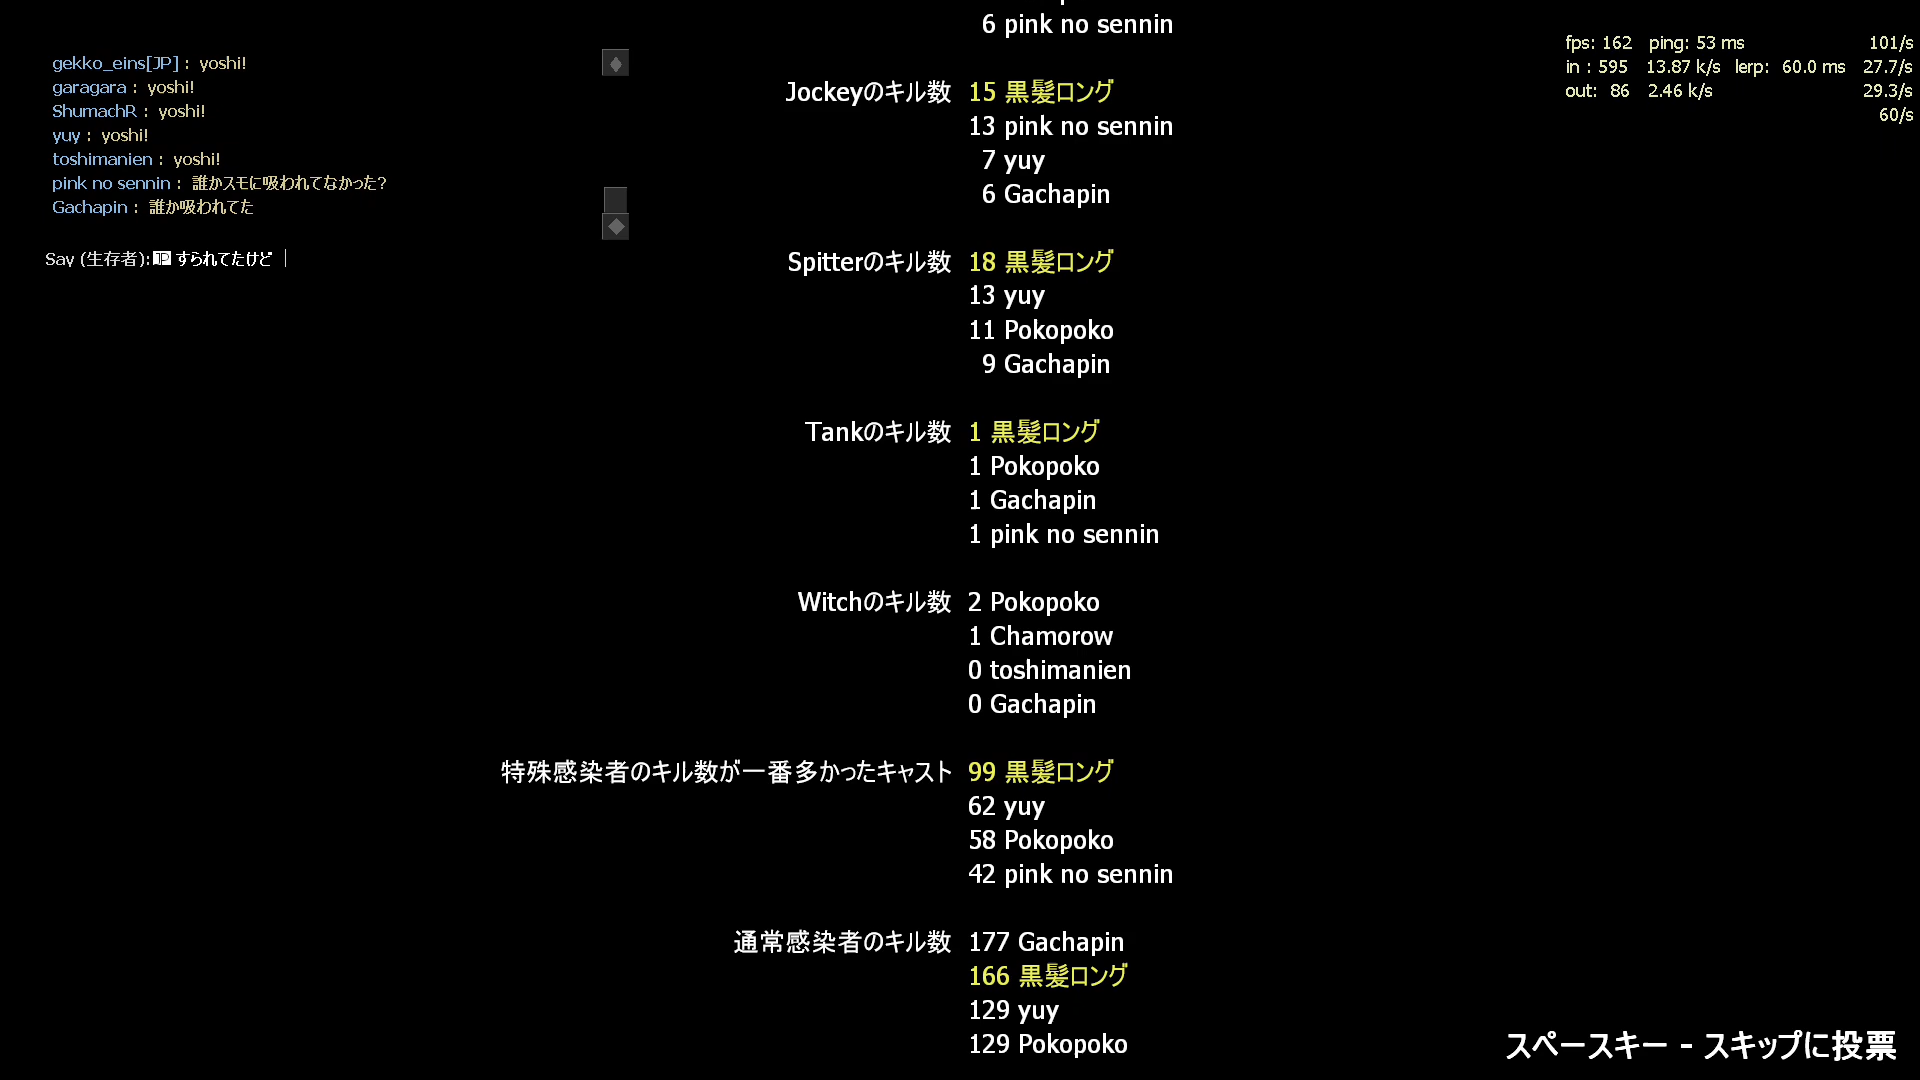 gekko_eins[JP] : yoshi!
garagara : yoshi!
ShumachR : yoshi!
yuy : yoshi!
toshimanien : yoshi!
pink no sennin : 誰かスモに吸われてなかった?
Gachapin : 誰か吸われてた
Say (生存者):JP すられてたけど
6 pink no sennin
Jockeyのキル数 15 黒髪ロング
13 pink no sennin
7 yuy
6 Gachapin
Spitterのキル数 18 黒髪ロング
13 yuy
11 Pokopoko
9 Gachapin
Tankのキル数 1 黒髪ロング
1 Pokopoko
1 Gachapin
1 pink no sennin
Witchのキル数 2 Pokopoko
1 Chamorow
0 toshimanien
0 Gachapin
特殊感染者のキル数が一番多かったキャスト 99 黒髪ロング
62 yuy
58 Pokopoko
42 pink no sennin
通常感染者のキル数 177 Gachapin
166 黒髪ロング
129 yuy
129 Pokopoko
fps: 162 ping: 53 ms 101/s
in : 595 13.87 k/s lerp: 60.0 ms 27.7/s
out: 86 2.46 k/s 29.3/s
60/s
スペースキー - スキップに投票